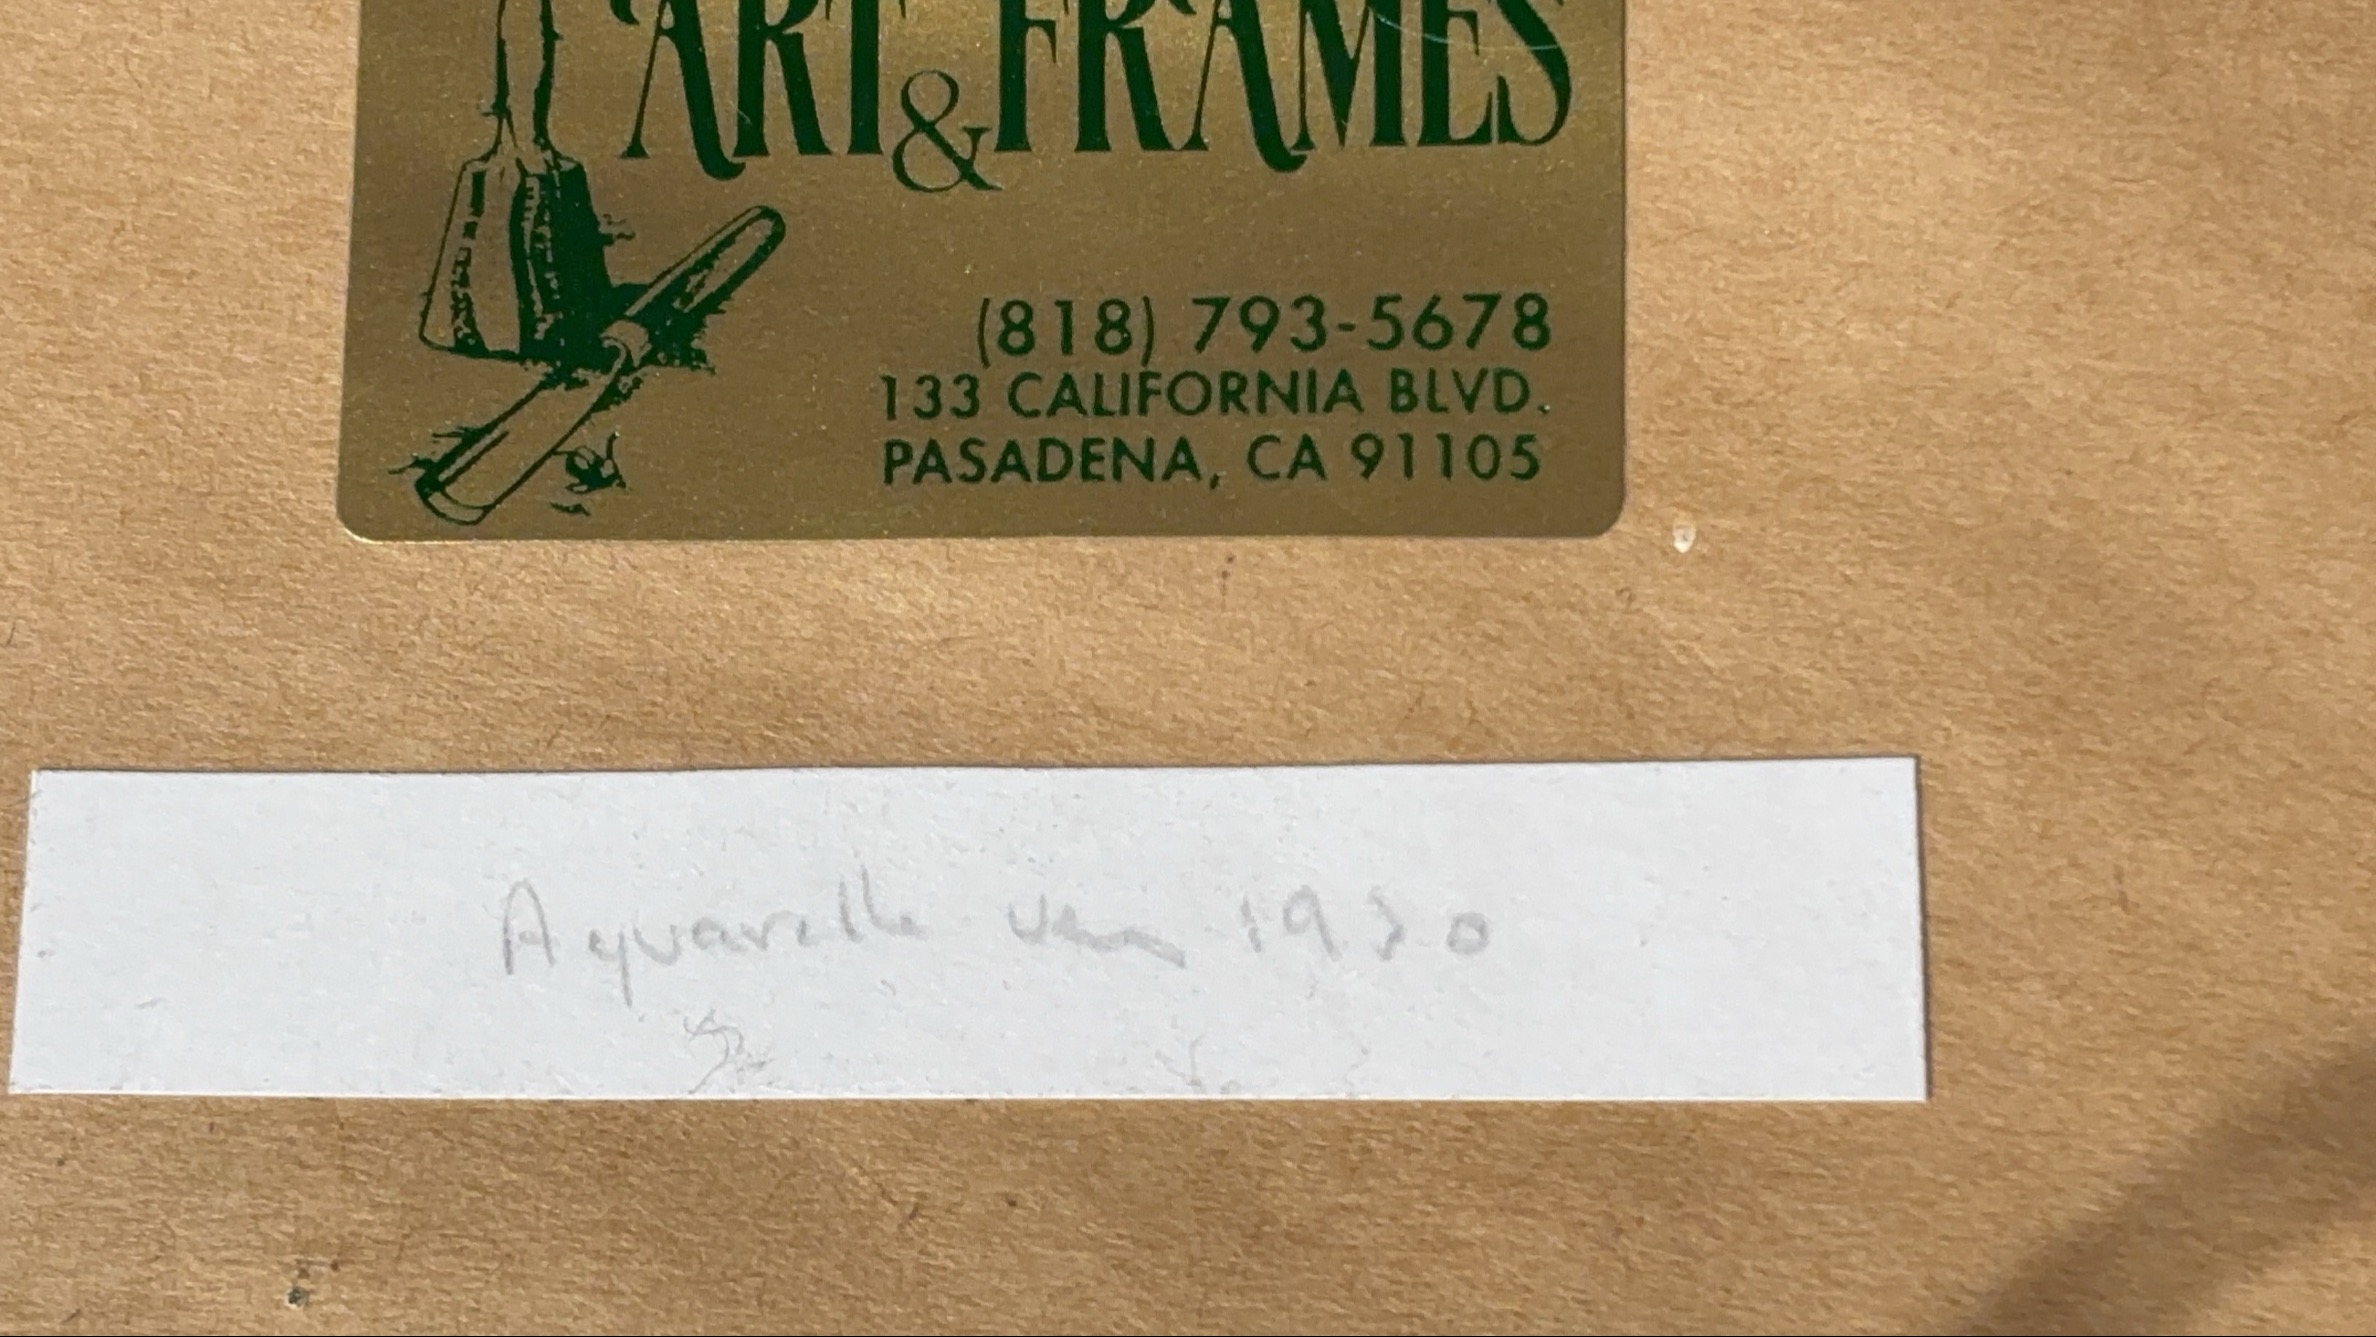 ART & FRAMES
(818) 793-5678
133 CALIFORNIA BLVD.
PASADENA, CA 91105
Aquarelle vers 1930